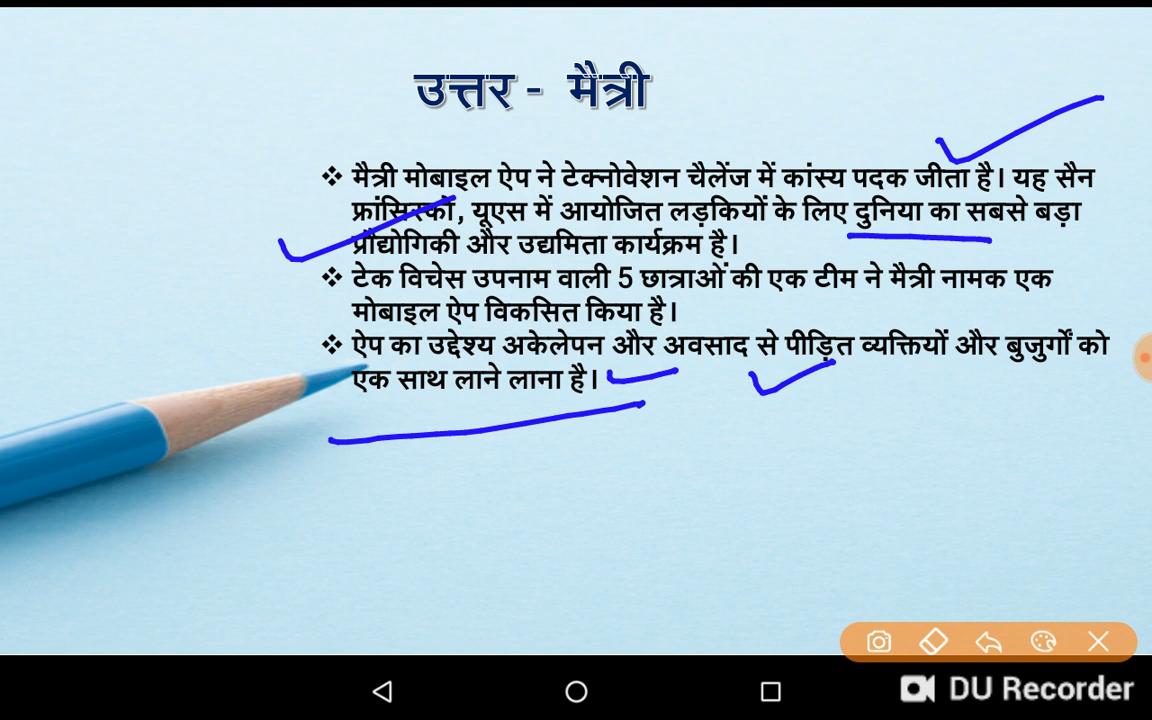 उत्तर - मैत्री
❖ मैत्री मोबाइल ऐप ने टेक्नोवेशन चैलेंज में कांस्य पदक जीता है। यह सैन
फ्रांसिस्को, यूएस में आयोजित लड़कियों के लिए दुनिया का सबसे बड़ा
प्रौद्योगिकी और उद्यमिता कार्यक्रम है।
❖ टेक विचेस उपनाम वाली 5 छात्राओं की एक टीम ने मैत्री नामक एक
मोबाइल ऐप विकसित किया है।
❖ ऐप का उद्देश्य अकेलेपन और अवसाद से पीड़ित व्यक्तियों और बुजुर्गों को
एक साथ लाने लाना है।
DU Recorder